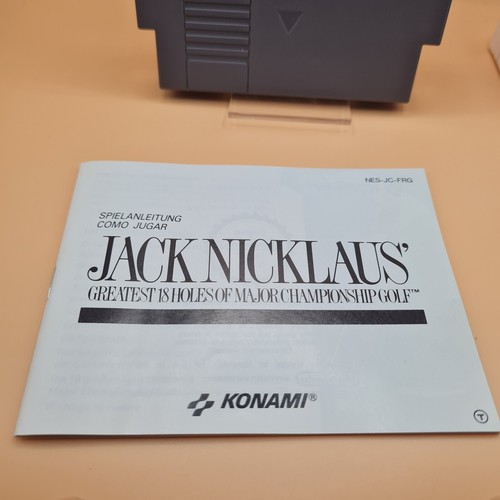 NES-JC-FRG
SPIELANLEITUNG
COMO JUGAR
JACK NICKLAUS'
GREATEST 18 HOLES OF MAJOR CHAMPIONSHIP GOLF™
KONAMI®
T